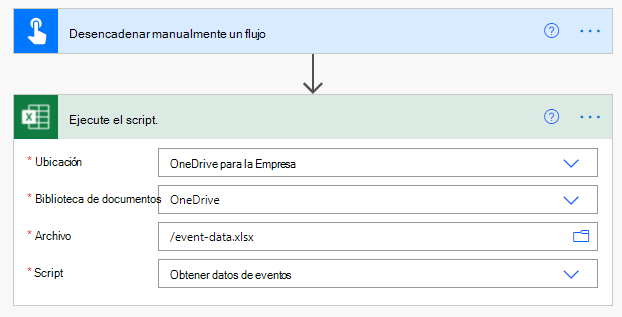 Desencadenar manualmente un flujo
Ejecute el script.
* Ubicación
OneDrive para la Empresa
* Biblioteca de documentos
OneDrive
* Archivo
/event-data.xlsx
* Script
Obtener datos de eventos